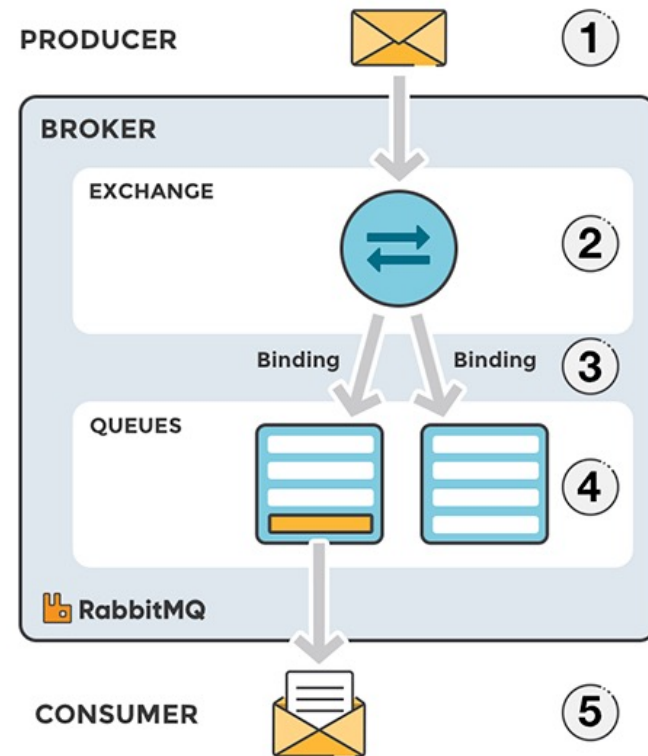 PRODUCER 1
BROKER
EXCHANGE
2
Binding Binding 3
QUEUES
4
RabbitMQ
CONSUMER 5